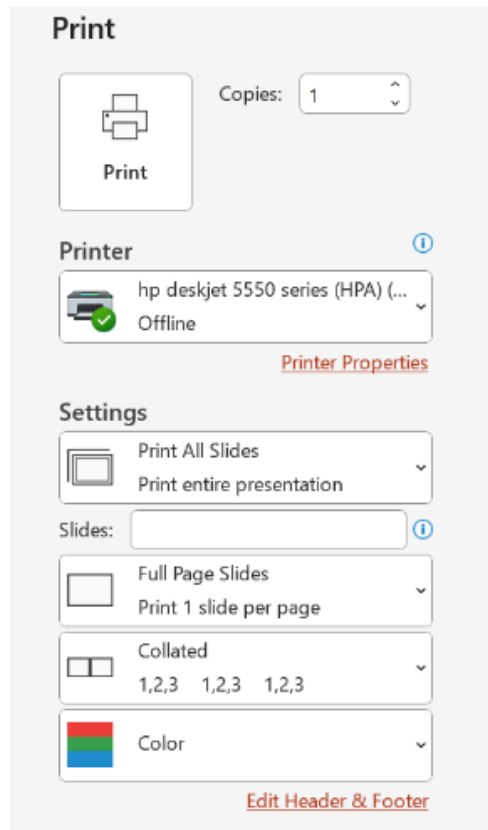 Print
Copies: 1
Print
Printer
hp deskjet 5550 series (HPA) (...
Offline
Printer Properties
Settings
Print All Slides
Print entire presentation
Slides:
Full Page Slides
Print 1 slide per page
Collated
1,2,3 1,2,3 1,2,3
Color
Edit Header & Footer